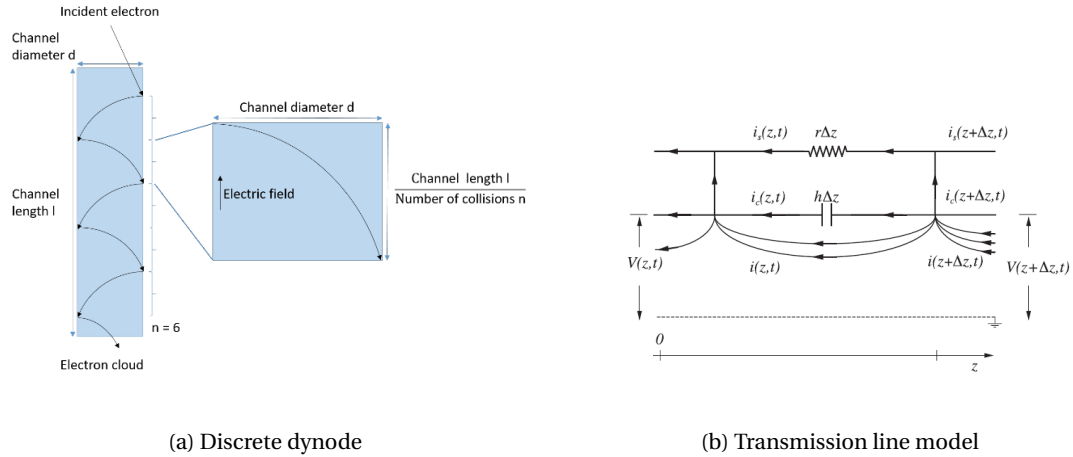 Incident electron
Channel
diameter d
Channel
length l
n = 6
Electron cloud
Channel diameter d
Electric field
Channel length l
Number of collisions n
(a) Discrete dynode
i_s(z,t)
rΔz
i_s(z+Δz,t)
i_c(z,t)
hΔz
i_c(z+Δz,t)
V(z,t)
i(z,t)
i(z+Δz,t)
V(z+Δz,t)
0
z
(b) Transmission line model